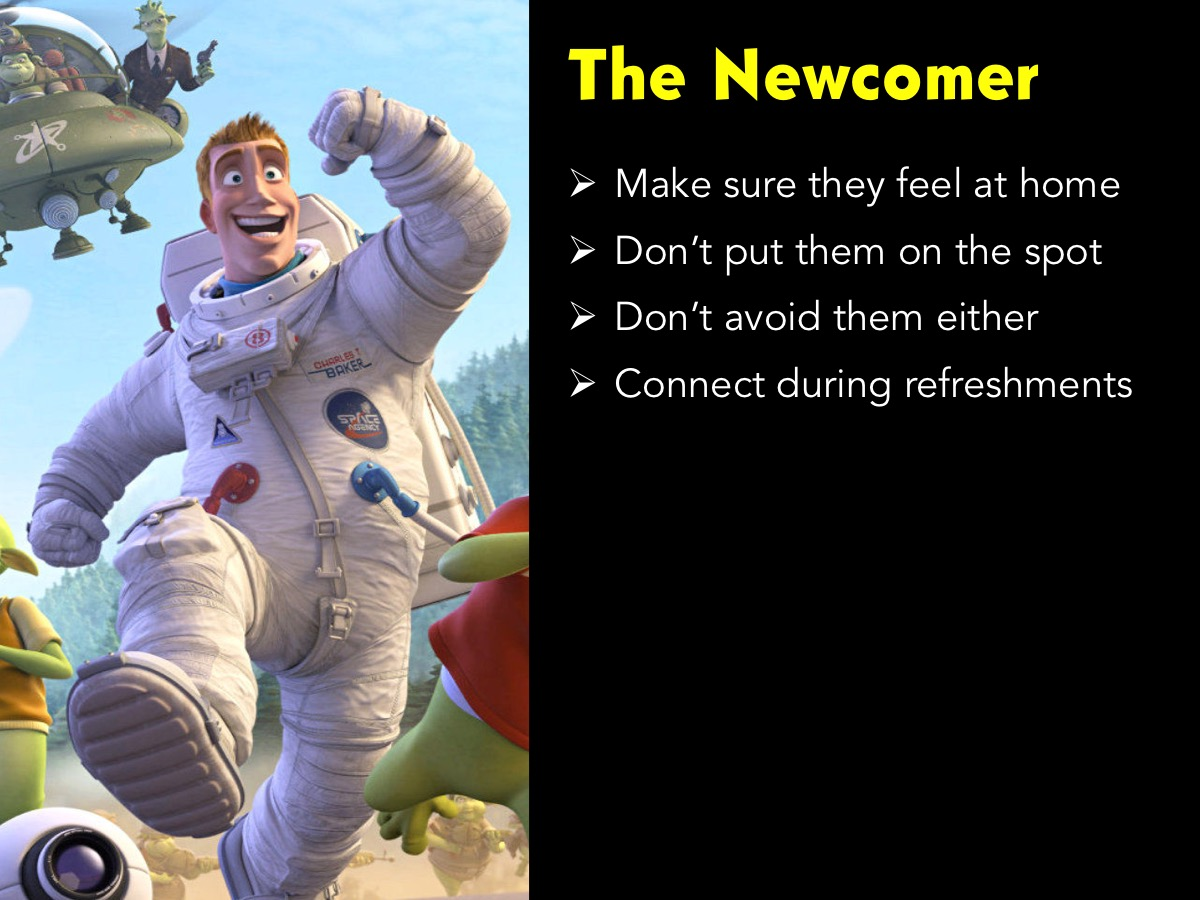 The Newcomer
➢ Make sure they feel at home
➢ Don’t put them on the spot
➢ Don’t avoid them either
➢ Connect during refreshments
CHARLES T.
BAKER
SPACE
AGENCY